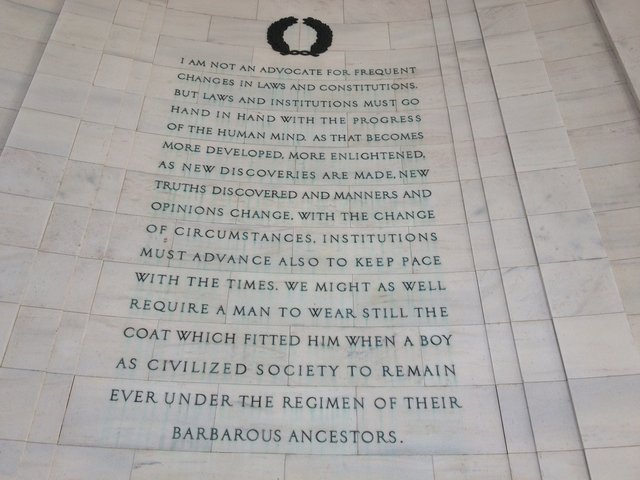 I AM NOT AN ADVOCATE FOR FREQUENT
CHANGES IN LAWS AND CONSTITUTIONS.
BUT LAWS AND INSTITUTIONS MUST GO
HAND IN HAND WITH THE PROGRESS
OF THE HUMAN MIND. AS THAT BECOMES
MORE DEVELOPED, MORE ENLIGHTENED,
AS NEW DISCOVERIES ARE MADE, NEW
TRUTHS DISCOVERED AND MANNERS AND
OPINIONS CHANGE, WITH THE CHANGE
OF CIRCUMSTANCES, INSTITUTIONS
MUST ADVANCE ALSO TO KEEP PACE
WITH THE TIMES. WE MIGHT AS WELL
REQUIRE A MAN TO WEAR STILL THE
COAT WHICH FITTED HIM WHEN A BOY
AS CIVILIZED SOCIETY TO REMAIN
EVER UNDER THE REGIMEN OF THEIR
BARBAROUS ANCESTORS.